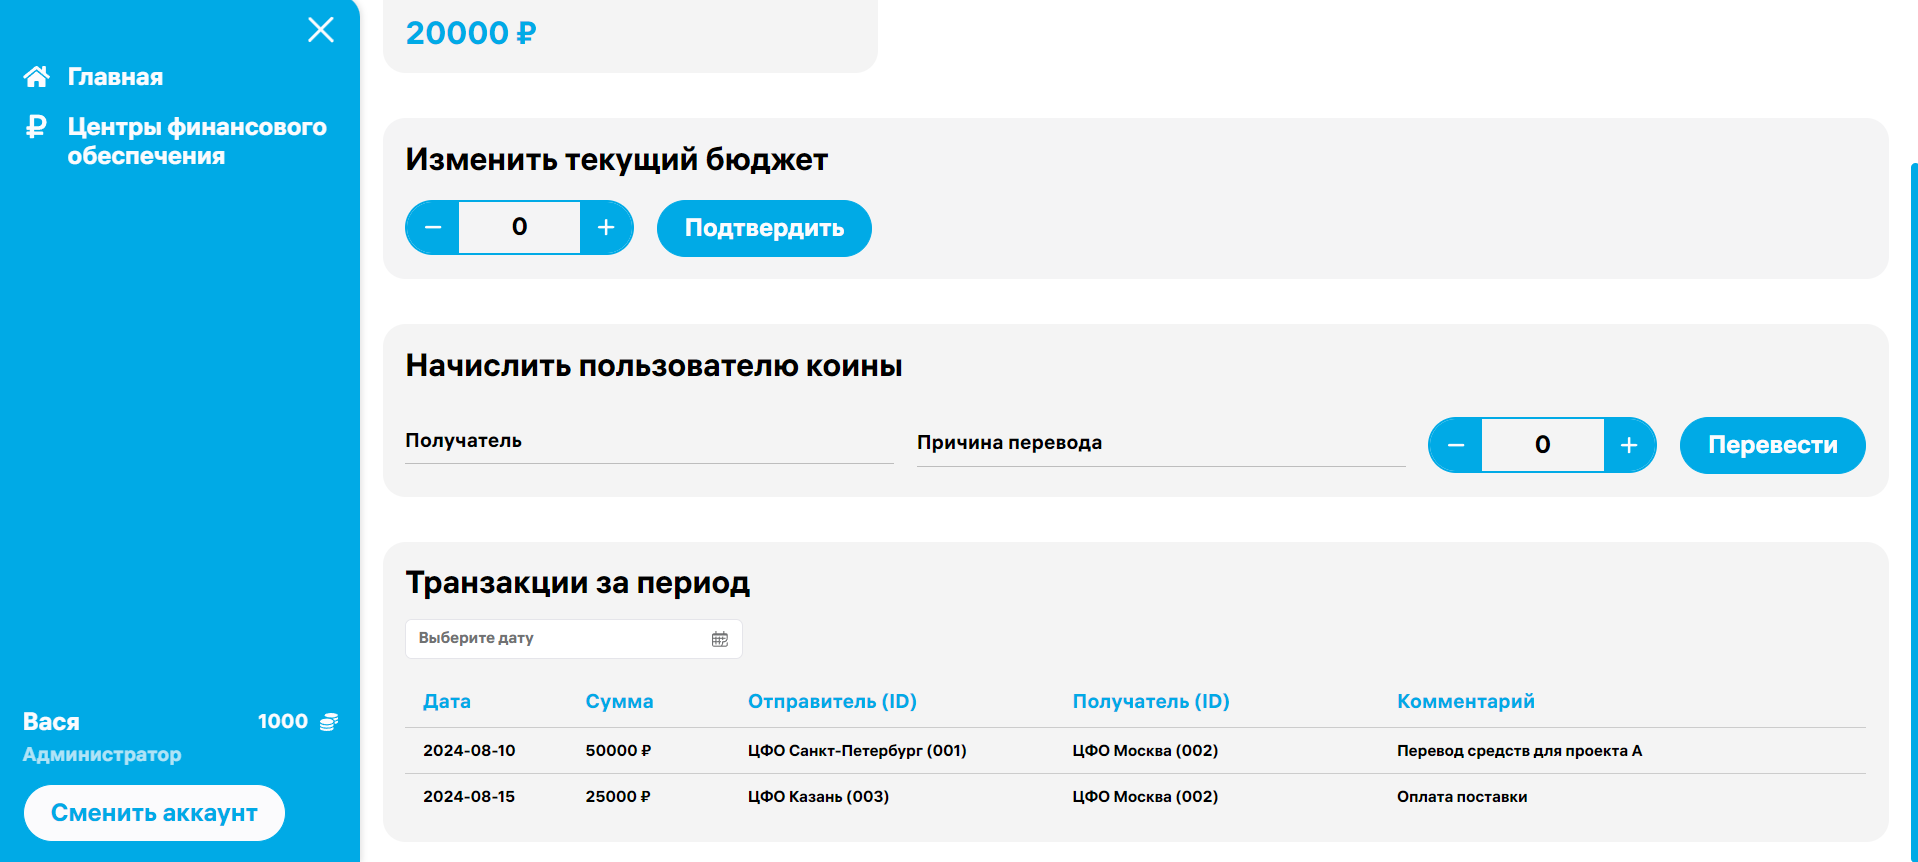 Главная
Центры финансового
обеспечения
Вася 1000
Администратор
Сменить аккаунт
20000 ₽
Изменить текущий бюджет
− 0 + Подтвердить
Начислить пользователю коины
Получатель Причина перевода − 0 + Перевести
Транзакции за период
Выберите дату
Дата Сумма Отправитель (ID) Получатель (ID) Комментарий
2024-08-10 50000 ₽ ЦФО Санкт-Петербург (001) ЦФО Москва (002) Перевод средств для проекта А
2024-08-15 25000 ₽ ЦФО Казань (003) ЦФО Москва (002) Оплата поставки